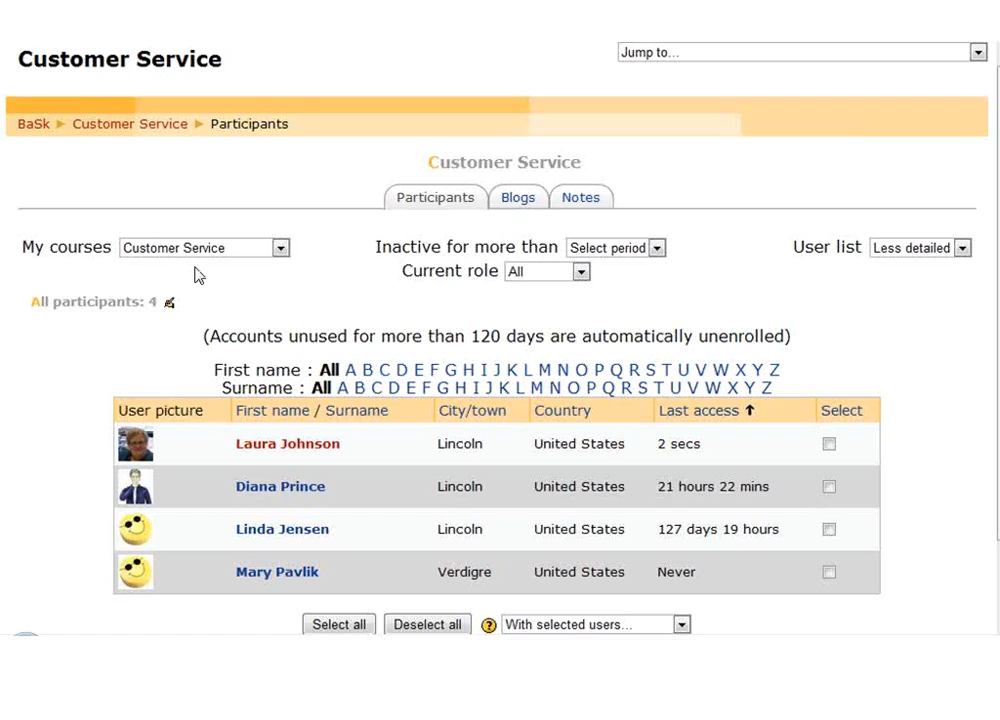 Customer Service
Jump to...
BaSk ► Customer Service ► Participants
Customer Service
Participants Blogs Notes
My courses Customer Service Inactive for more than Select period User list Less detailed
Current role All
All participants: 4
(Accounts unused for more than 120 days are automatically unenrolled)
First name : All A B C D E F G H I J K L M N O P Q R S T U V W X Y Z
Surname : All A B C D E F G H I J K L M N O P Q R S T U V W X Y Z
User picture First name / Surname City/town Country Last access ↑ Select
Laura Johnson Lincoln United States 2 secs
Diana Prince Lincoln United States 21 hours 22 mins
Linda Jensen Lincoln United States 127 days 19 hours
Mary Pavlik Verdigre United States Never
Select all Deselect all ? With selected users...